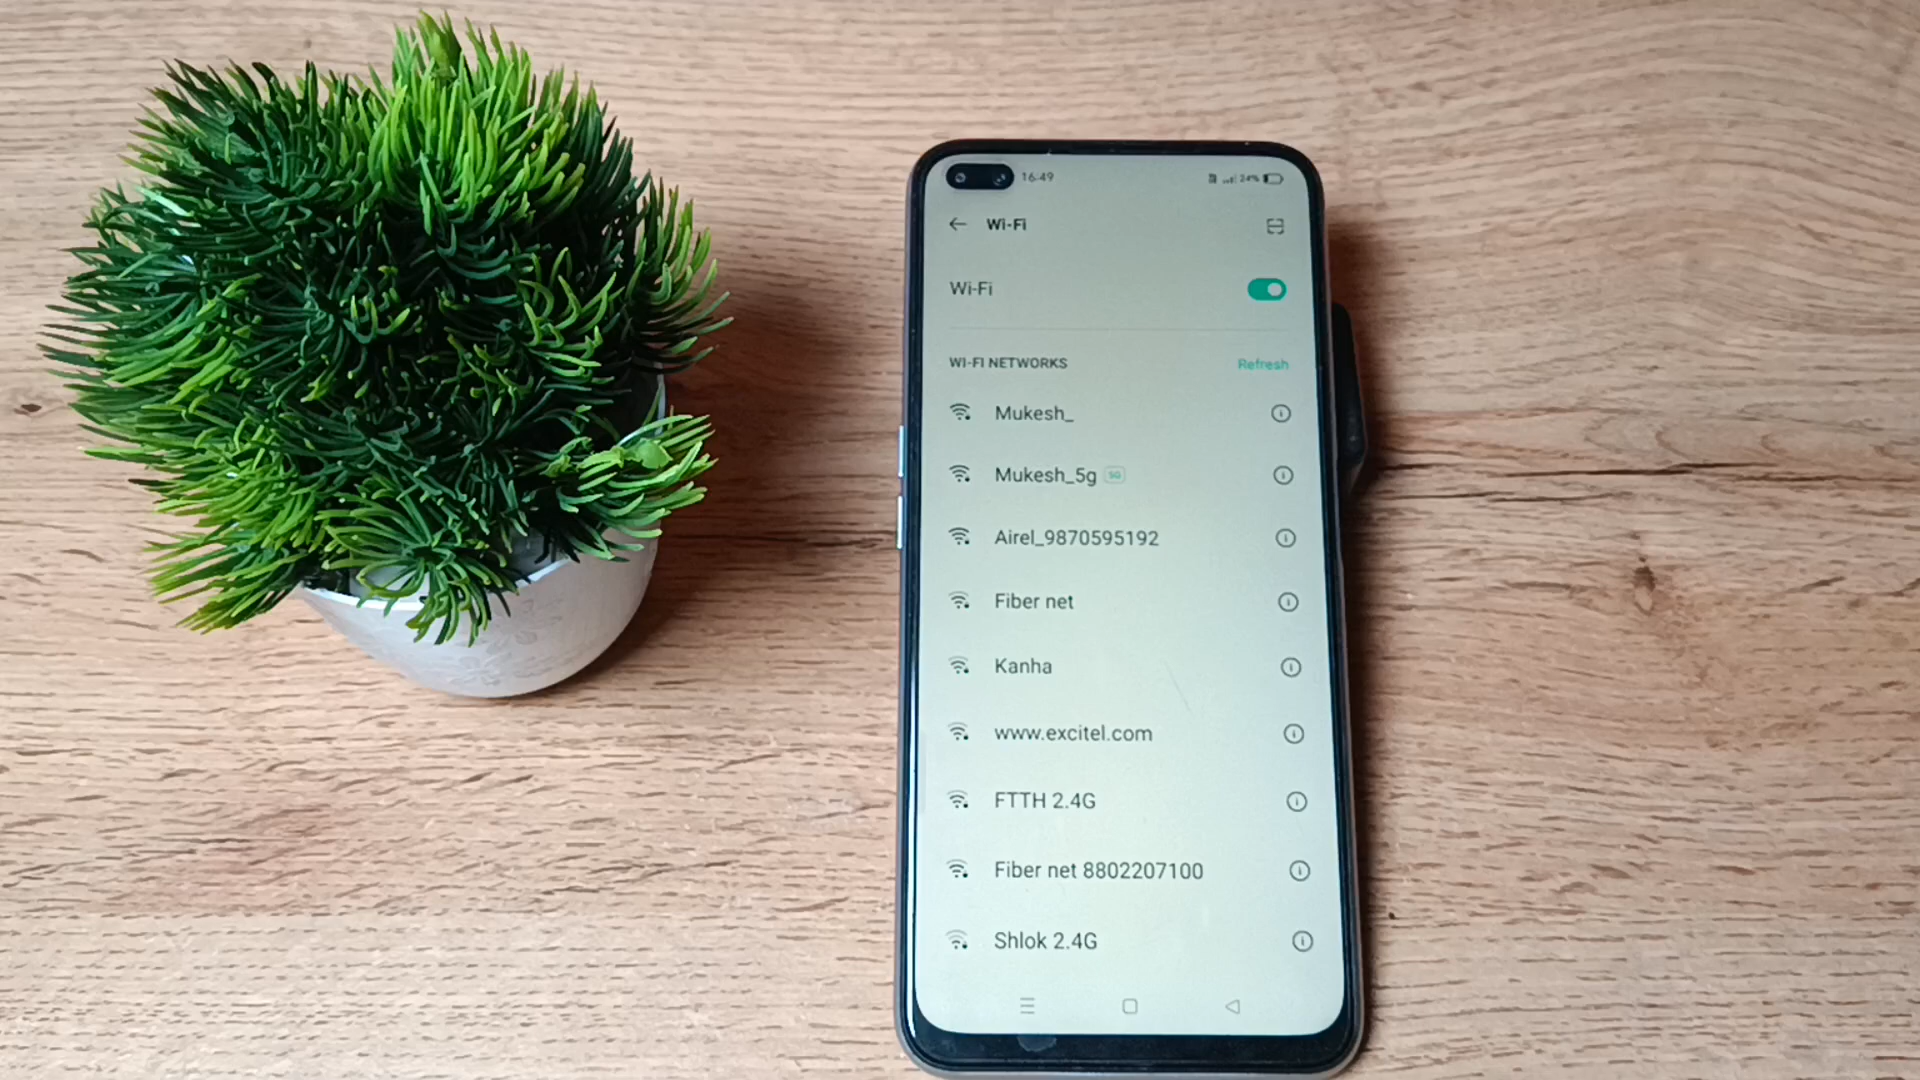 16:49
24%
Wi-Fi
Wi-Fi
WI-FI NETWORKS Refresh
Mukesh_
Mukesh_5g 5G
Airel_9870595192
Fiber net
Kanha
www.excitel.com
FTTH 2.4G
Fiber net 8802207100
Shlok 2.4G